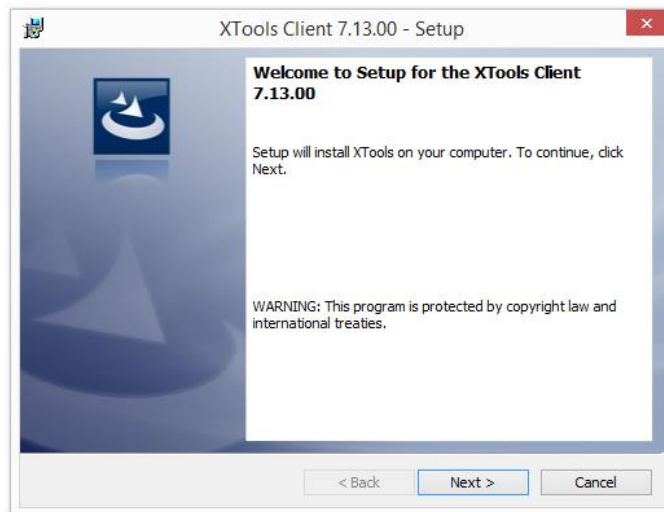 XTools Client 7.13.00 - Setup
Welcome to Setup for the XTools Client
7.13.00
Setup will install XTools on your computer. To continue, click
Next.
WARNING: This program is protected by copyright law and
international treaties.
< Back
Next >
Cancel